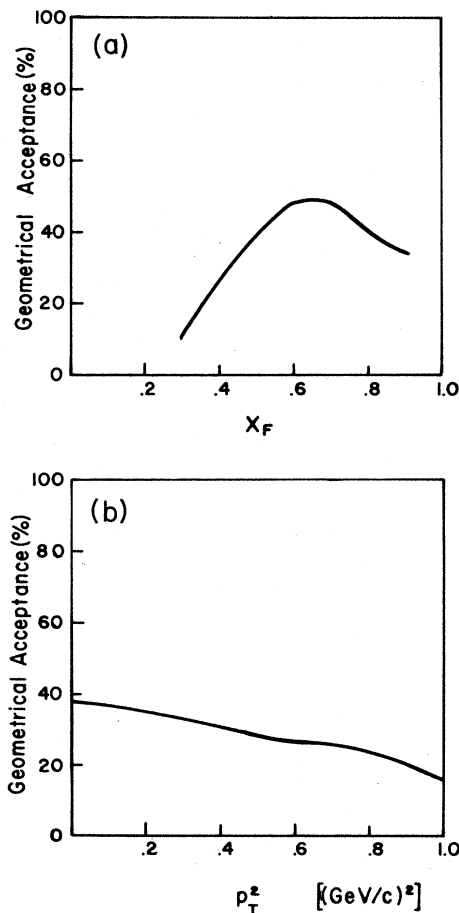 (a)
Geometrical Acceptance (%)
100
80
60
40
20
0
.2 .4 .6 .8 1.0
X_F
(b)
Geometrical Acceptance (%)
100
80
60
40
20
0
.2 .4 .6 .8 1.0
p_T^2 [(GeV/c)^2]